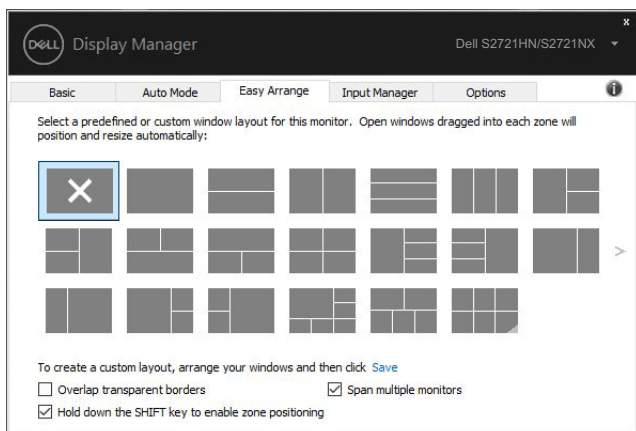 x
DELL Display Manager Dell S2721HN/S2721NX
Basic Auto Mode Easy Arrange Input Manager Options
Select a predefined or custom window layout for this monitor. Open windows dragged into each zone will
position and resize automatically:
To create a custom layout, arrange your windows and then click Save
Overlap transparent borders Span multiple monitors
Hold down the SHIFT key to enable zone positioning